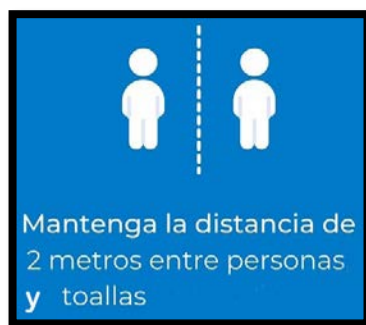 Mantenga la distancia de
2 metros entre personas
y toallas